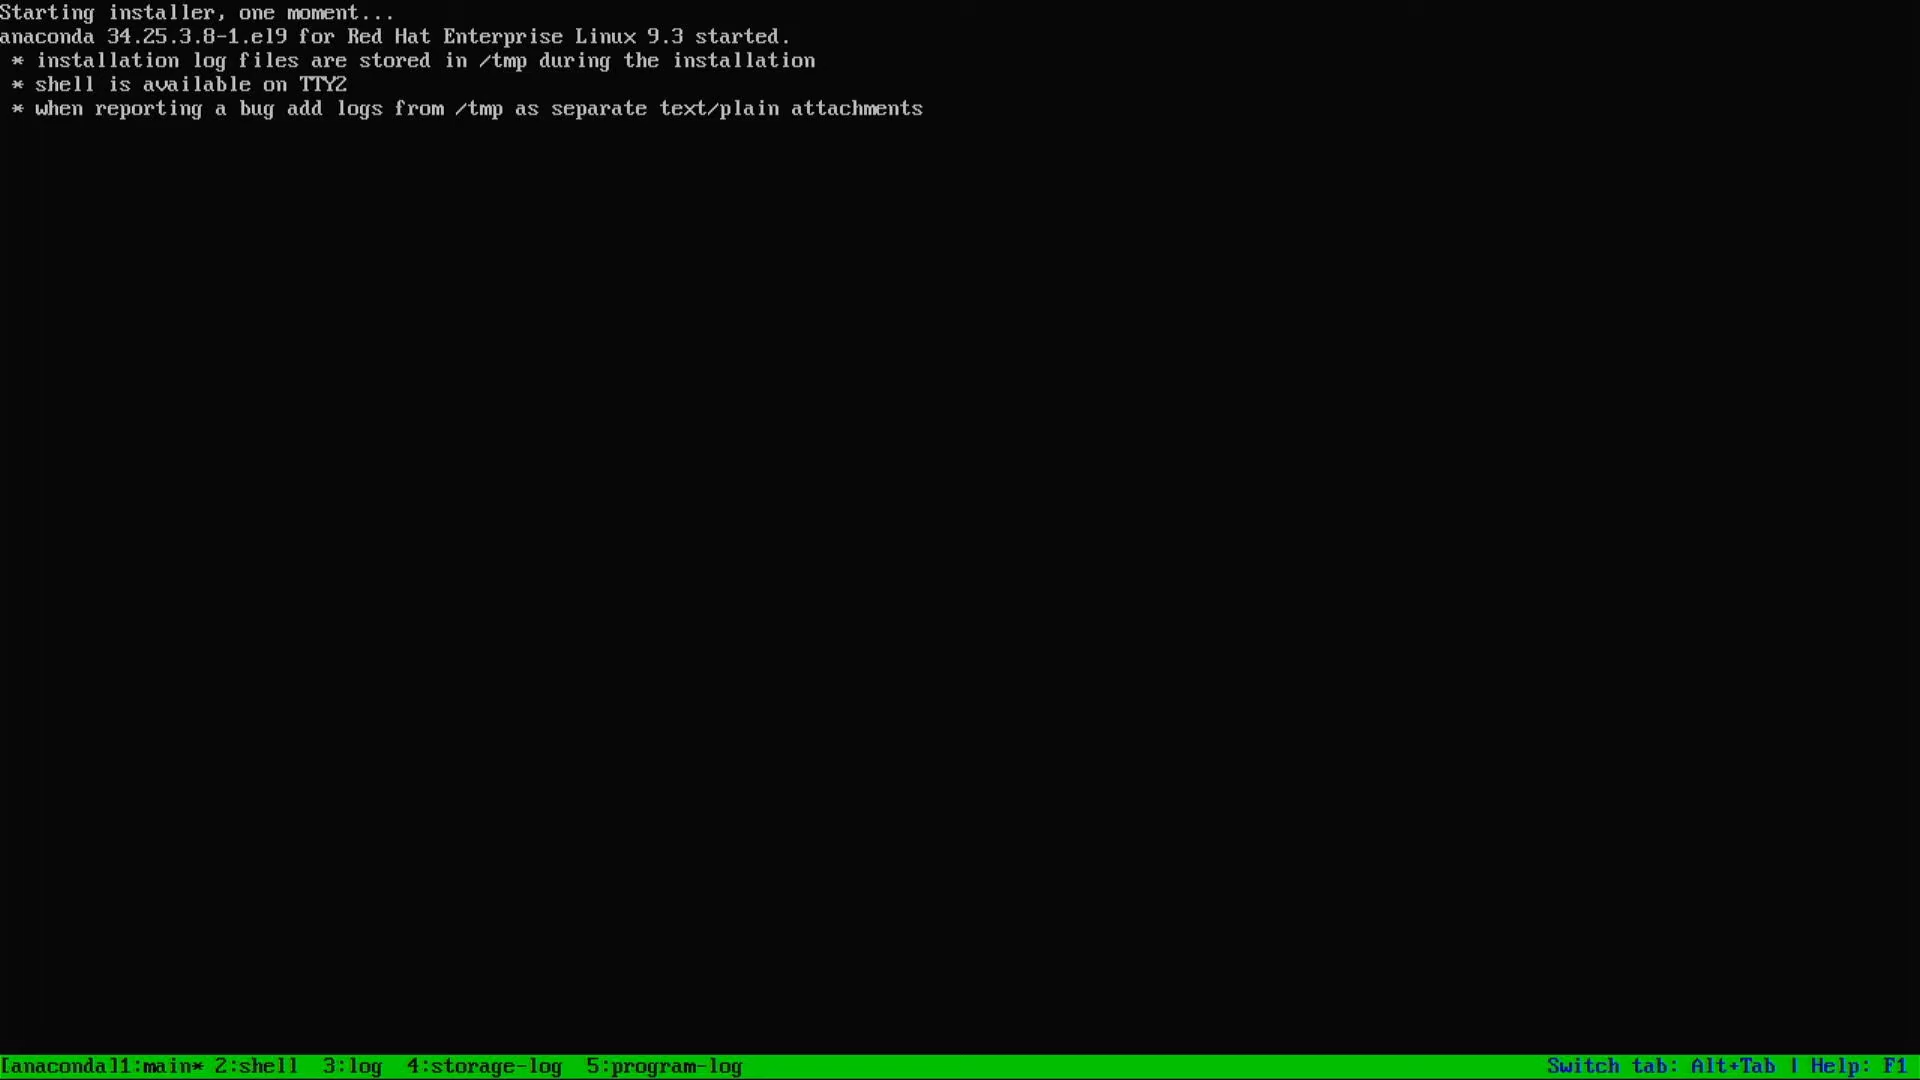 Starting installer, one moment...
anaconda 34.25.3.8-1.el9 for Red Hat Enterprise Linux 9.3 started.
 * installation log files are stored in /tmp during the installation
 * shell is available on TTY2
 * when reporting a bug add logs from /tmp as separate text/plain attachments
[anaconda]1:main* 2:shell  3:log  4:storage-log  5:program-log Switch tab: Alt+Tab | Help: F1